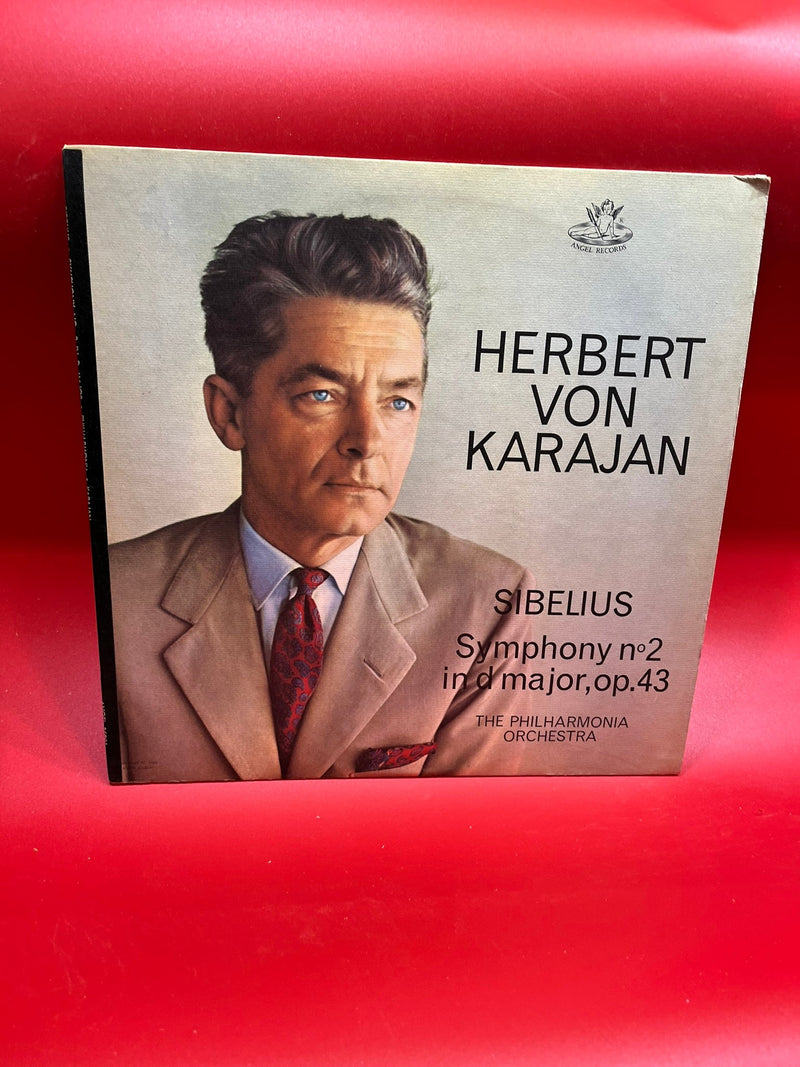 ANGEL RECORDS
HERBERT
VON
KARAJAN
SIBELIUS
Symphony nº2
in d major, op.43
THE PHILHARMONIA
ORCHESTRA